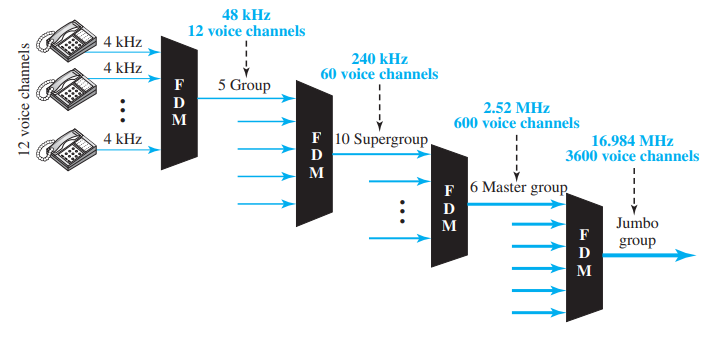 48 kHz
12 voice channels
12 voice channels
4 kHz
4 kHz
4 kHz
F
D
M
5 Group
240 kHz
60 voice channels
F
D
M
10 Supergroup
2.52 MHz
600 voice channels
F
D
M
6 Master group
16.984 MHz
3600 voice channels
F
D
M
Jumbo
group